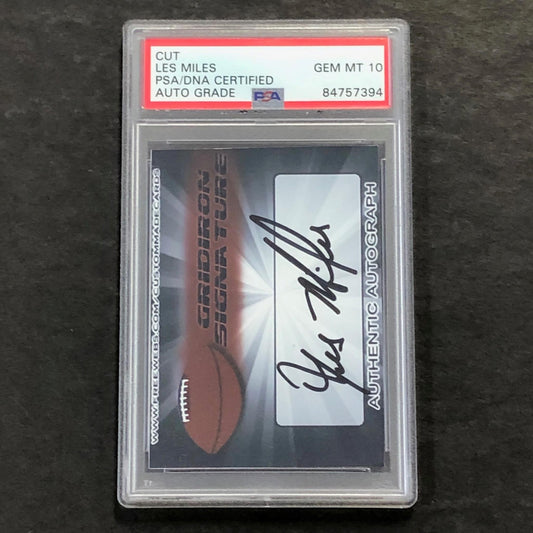 CUT
LES MILES
PSA/DNA CERTIFIED
AUTO GRADE
GEM MT 10
84757394
PSA
WWW.FREEWEBS.COM/CUSTOMMADECARDS
GRIDIRON
SIGNATURE
Les Miles
AUTHENTIC AUTOGRAPH